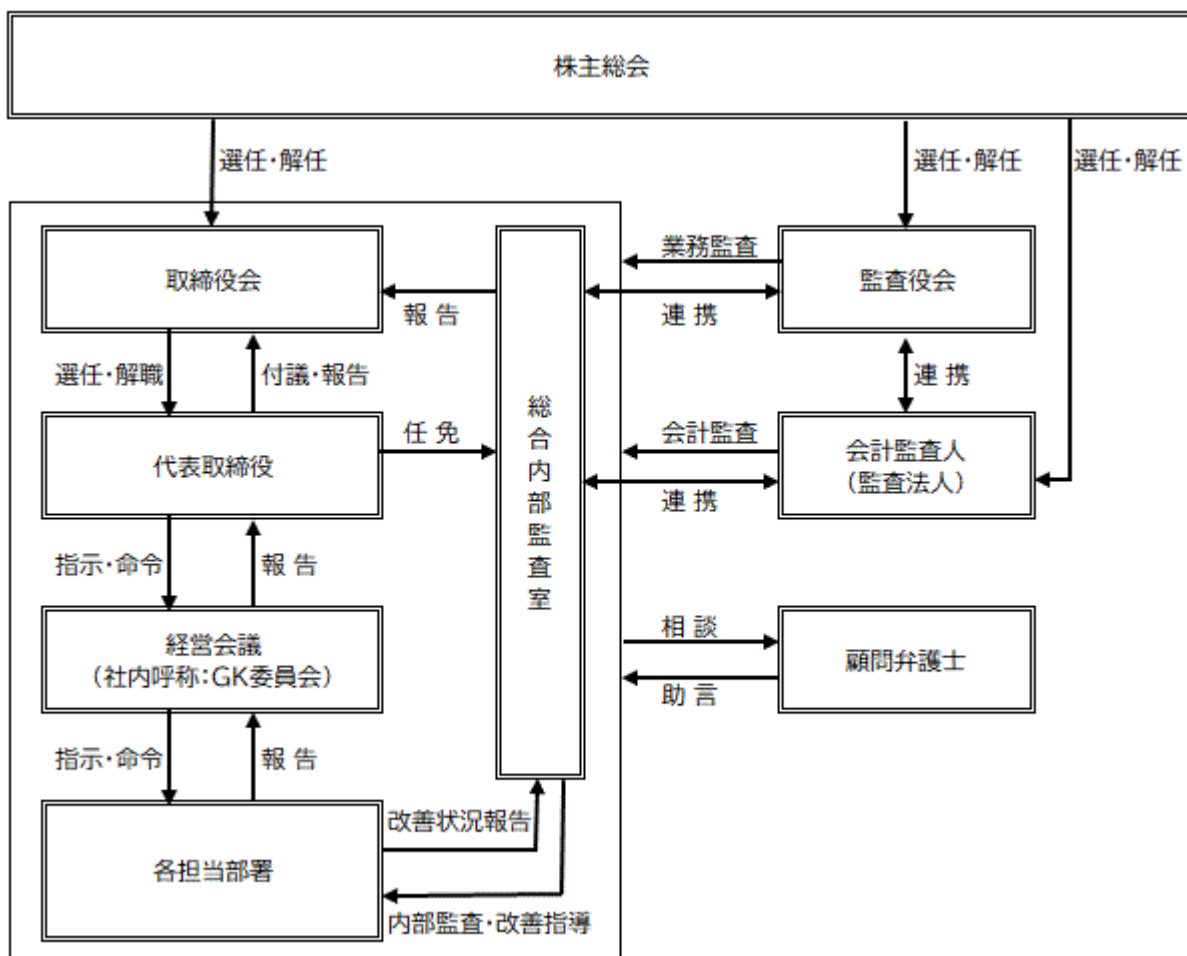 株主総会
選任・解任
選任・解任
選任・解任
取締役会
報 告
業務監査
連 携
監査役会
選任・解職
付議・報告
連 携
代表取締役
任 免
総合内部監査室
会計監査
連 携
会計監査人
（監査法人）
指示・命令
報 告
経営会議
（社内呼称：GK委員会）
相 談
助 言
顧問弁護士
指示・命令
報 告
各担当部署
改善状況報告
内部監査・改善指導